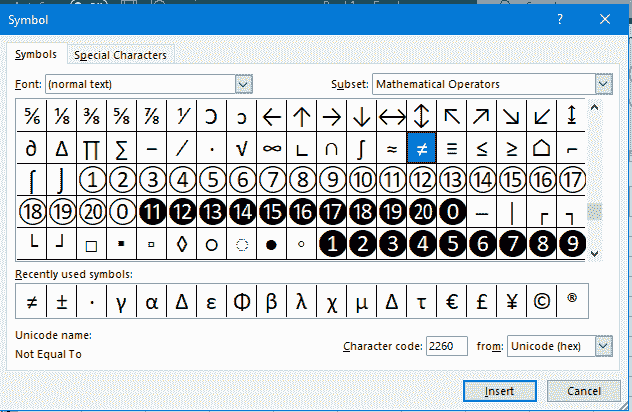 Symbol ? ×
Symbols Special Characters
Font: (normal text) Subset: Mathematical Operators
⅚ ⅛ ⅜ ⅝ ⅞ ⅟ Ↄ ↄ ← ↑ → ↓ ↔ ↕ ↖ ↗ ↘ ↙ ↨
∂ ∆ ∏ ∑ − ∕ ∙ √ ∞ ∟ ∩ ∫ ≈ ≠ ≡ ≤ ≥ ⌂ ⌐
⌠ ⌡ ① ② ③ ④ ⑤ ⑥ ⑦ ⑧ ⑨ ⑩ ⑪ ⑫ ⑬ ⑭ ⑮ ⑯ ⑰
⑱ ⑲ ⑳ ⓪ ⓫ ⓬ ⓭ ⓮ ⓯ ⓰ ⓱ ⓲ ⓳ ⓴ ⓿ ─ │ ┌ ┐
└ ┘ □ ▪ ▫ ◊ ○ ◌ ● ◦ ❶ ❷ ❸ ❹ ❺ ❻ ❼ ❽ ❾
Recently used symbols:
≠ ± · γ α Δ ε Φ β λ χ μ Δ τ € £ ¥ © ®
Unicode name:
Not Equal To
Character code: 2260 from: Unicode (hex)
Insert Cancel